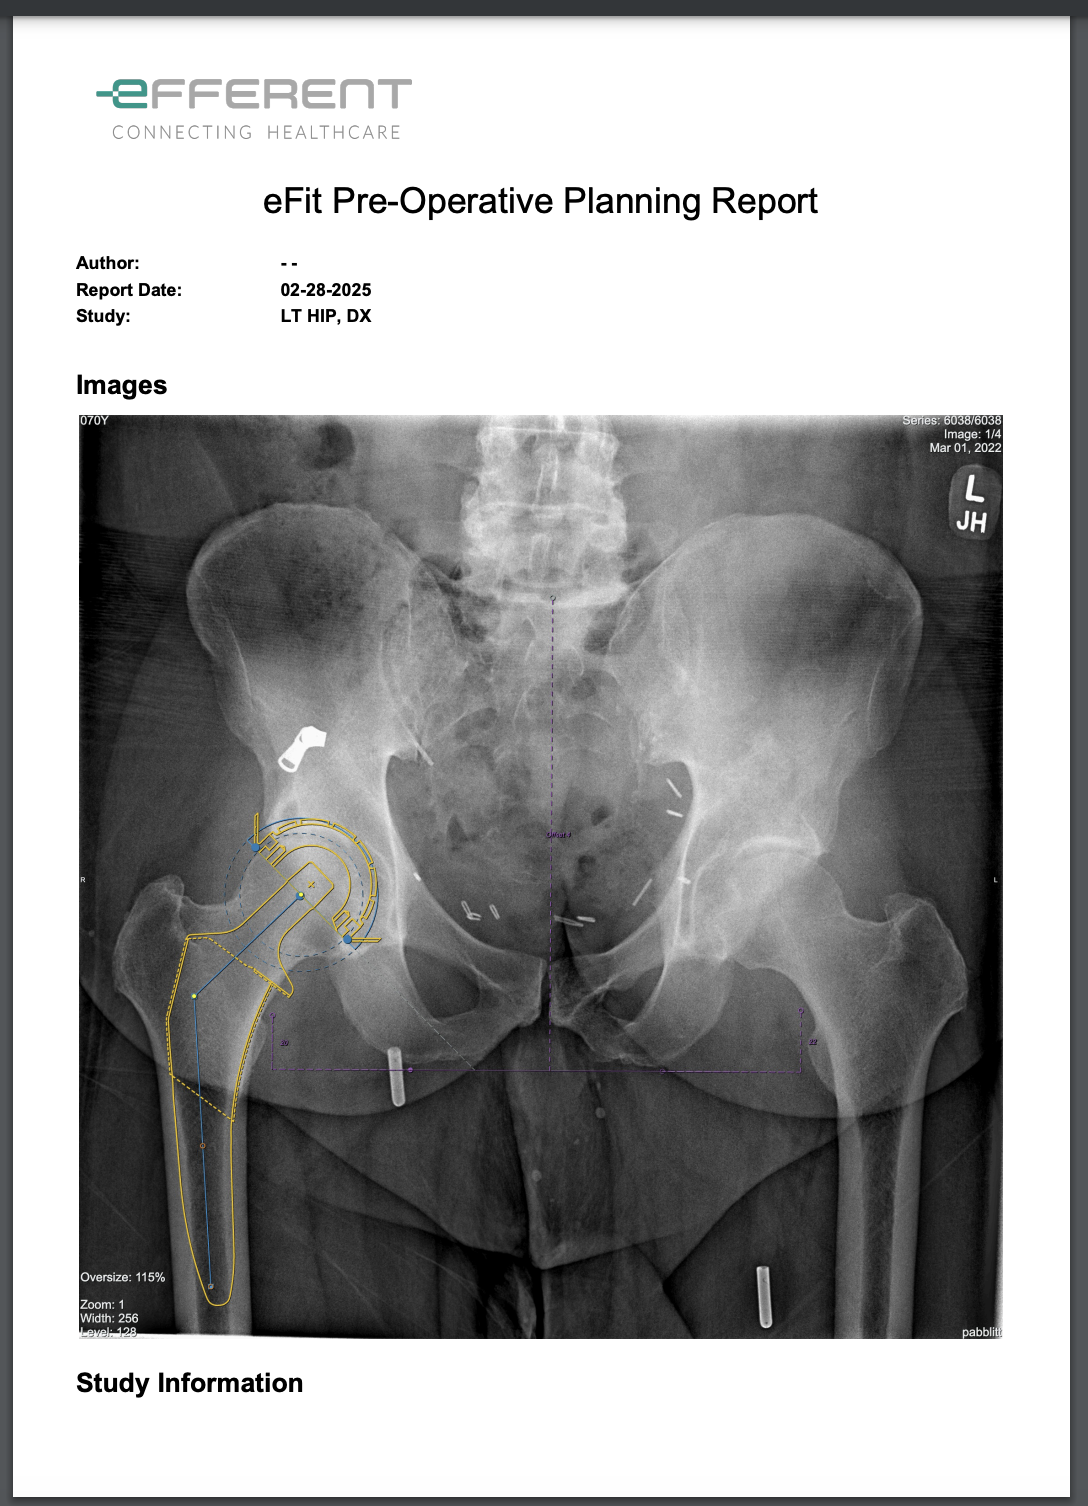 eFFERENT
CONNECTING HEALTHCARE
eFit Pre-Operative Planning Report
Author: - -
Report Date: 02-28-2025
Study: LT HIP, DX
Images
070Y
Series: 6038/6038
Image: 1/4
Mar 01, 2022
L
JH
R
L
20
22
Oversize: 115%
Zoom: 1
Width: 256
Level: 128
pabblitt
Study Information